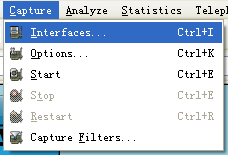 Capture Analyze Statistics Teleph
Interfaces... Ctrl+I
Options... Ctrl+K
Start Ctrl+E
Stop Ctrl+E
Restart Ctrl+R
Capture Filters...